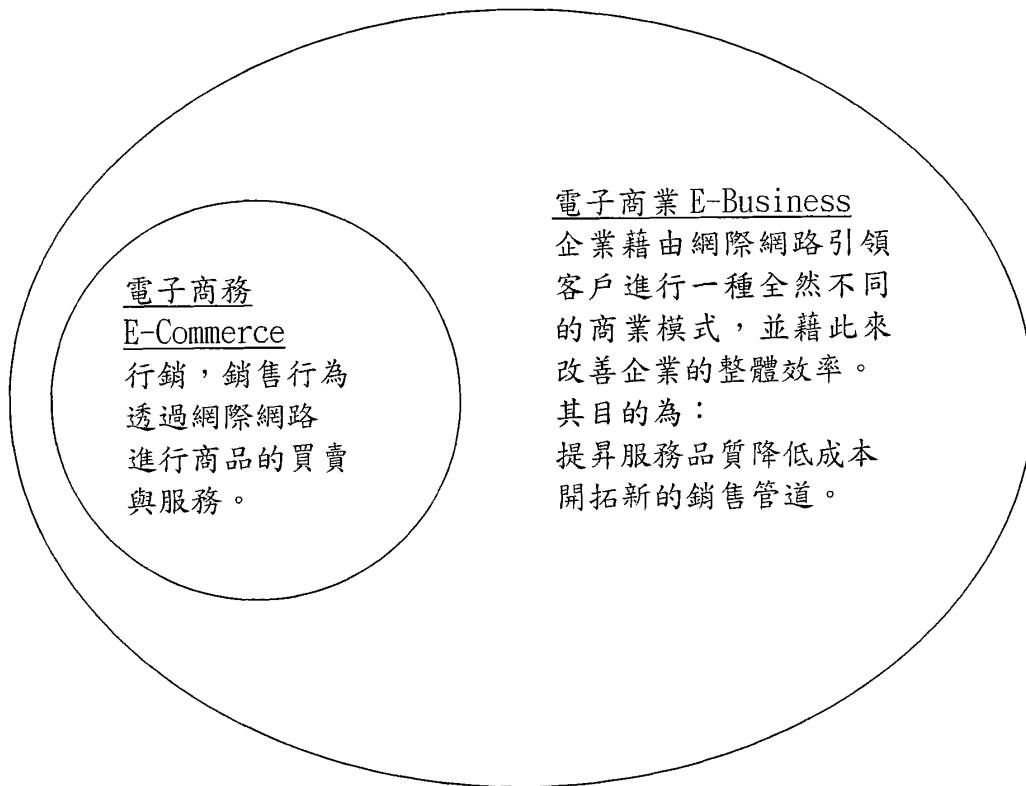 電子商業 E-Business
企業藉由網際網路引領
客戶進行一種全然不同
的商業模式，並藉此來
改善企業的整體效率。
其目的為：
提昇服務品質降低成本
開拓新的銷售管道。
電子商務
E-Commerce
行銷，銷售行為
透過網際網路
進行商品的買賣
與服務。